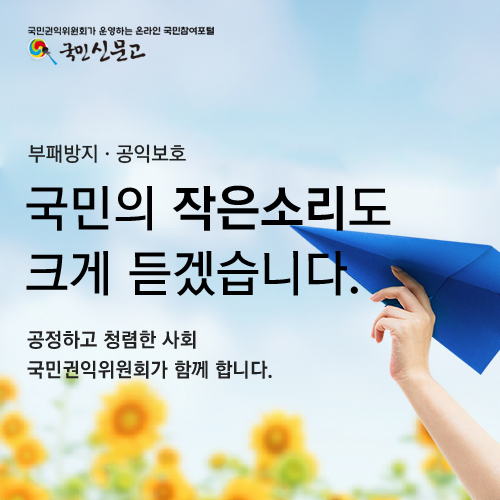 국민권익위원회가 운영하는 온라인 국민참여포털
국민신문고
부패방지 · 공익보호
국민의 작은소리도
크게 듣겠습니다.
공정하고 청렴한 사회
국민권익위원회가 함께 합니다.